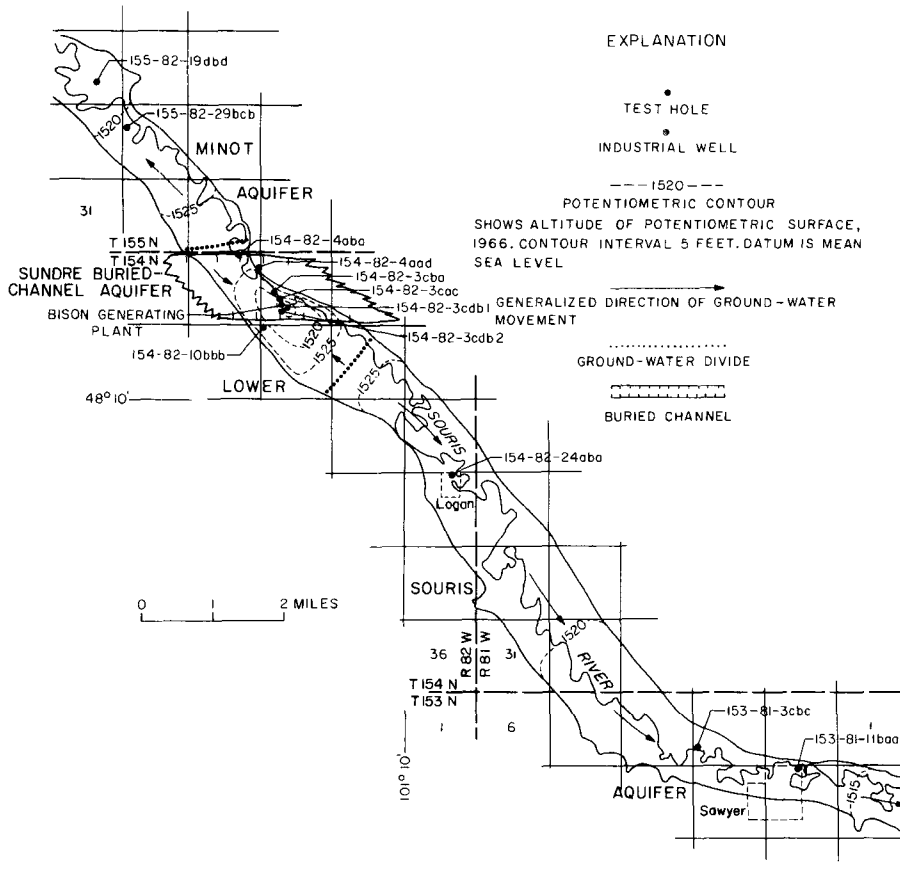 EXPLANATION
TEST HOLE
INDUSTRIAL WELL
1520
POTENTIOMETRIC CONTOUR
SHOWS ALTITUDE OF POTENTIOMETRIC SURFACE,
1966. CONTOUR INTERVAL 5 FEET. DATUM IS MEAN
SEA LEVEL
GENERALIZED DIRECTION OF GROUND-WATER
MOVEMENT
GROUND-WATER DIVIDE
BURIED CHANNEL
155-82-19dbd
155-82-29bcb
1520
MINOT
AQUIFER
1525
31
T 155 N
T 154 N
154-82-4aba
154-82-4aad
154-82-3cba
154-82-3cac
154-82-3cdb1
154-82-3cdb2
SUNDRE BURIED-
CHANNEL AQUIFER
BISON GENERATING
PLANT
154-82-10bbb
1520
1525
1525
LOWER
48° 10'
SOURIS
154-82-24aba
Logan
SOURIS
0 1 2 MILES
1520
RIVER
36 R 82 W R 81 W 31
T 154 N
T 153 N
1 6
101° 10'
153-81-3cbc
1
153-81-11baa
AQUIFER
Sawyer
1515